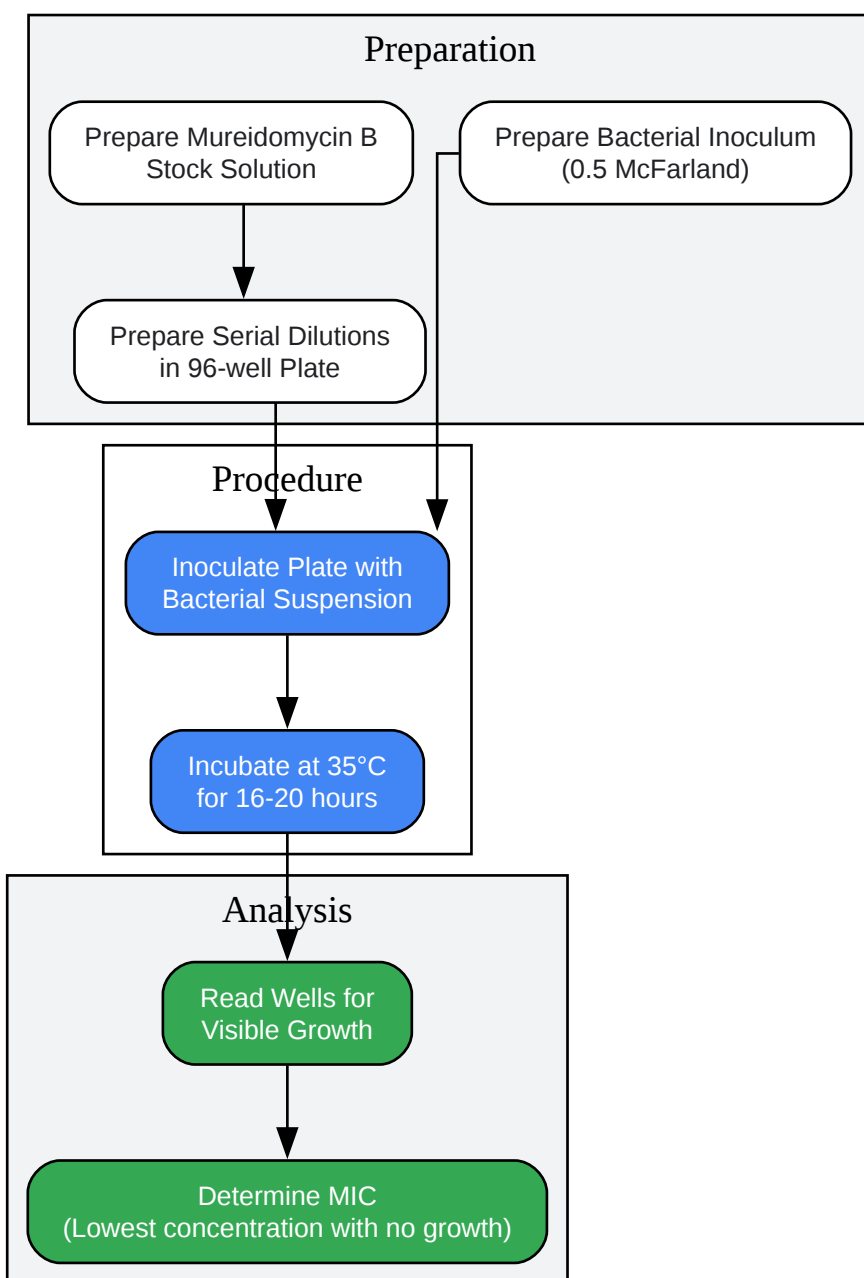 Preparation
Prepare Mureidomycin B
Stock Solution
Prepare Bacterial Inoculum
(0.5 McFarland)
Prepare Serial Dilutions
in 96-well Plate
Procedure
Inoculate Plate with
Bacterial Suspension
Incubate at 35°C
for 16-20 hours
Analysis
Read Wells for
Visible Growth
Determine MIC
(Lowest concentration with no growth)